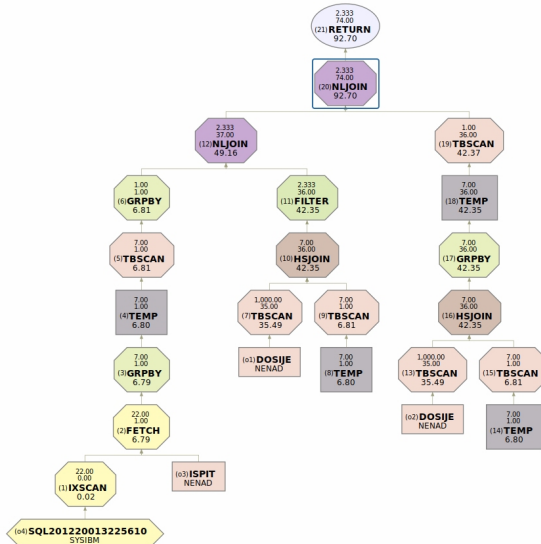 2.333
74.00
(21)RETURN
92.70
2.333
74.00
(20)NLJOIN
92.70
2.333
37.00
(12)NLJOIN
49.16
1.00
36.00
(19)TBSCAN
42.37
1.00
1.00
(6)GRPBY
6.81
2.333
36.00
(11)FILTER
42.35
7.00
36.00
(18)TEMP
42.35
7.00
1.00
(5)TBSCAN
6.81
7.00
36.00
(10)HSJOIN
42.35
7.00
36.00
(17)GRPBY
42.35
7.00
1.00
(4)TEMP
6.80
1,000.00
35.00
(7)TBSCAN
35.49
7.00
1.00
(9)TBSCAN
6.81
7.00
36.00
(16)HSJOIN
42.35
7.00
1.00
(3)GRPBY
6.79
(o1)DOSIJE
NENAD
7.00
1.00
(8)TEMP
6.80
1,000.00
35.00
(13)TBSCAN
35.49
7.00
1.00
(15)TBSCAN
6.81
22.00
1.00
(2)FETCH
6.79
(o2)DOSIJE
NENAD
7.00
1.00
(14)TEMP
6.80
22.00
0.00
(1)IXSCAN
0.02
(o3)ISPIT
NENAD
(o4)SQL201220013225610
SYSIBM